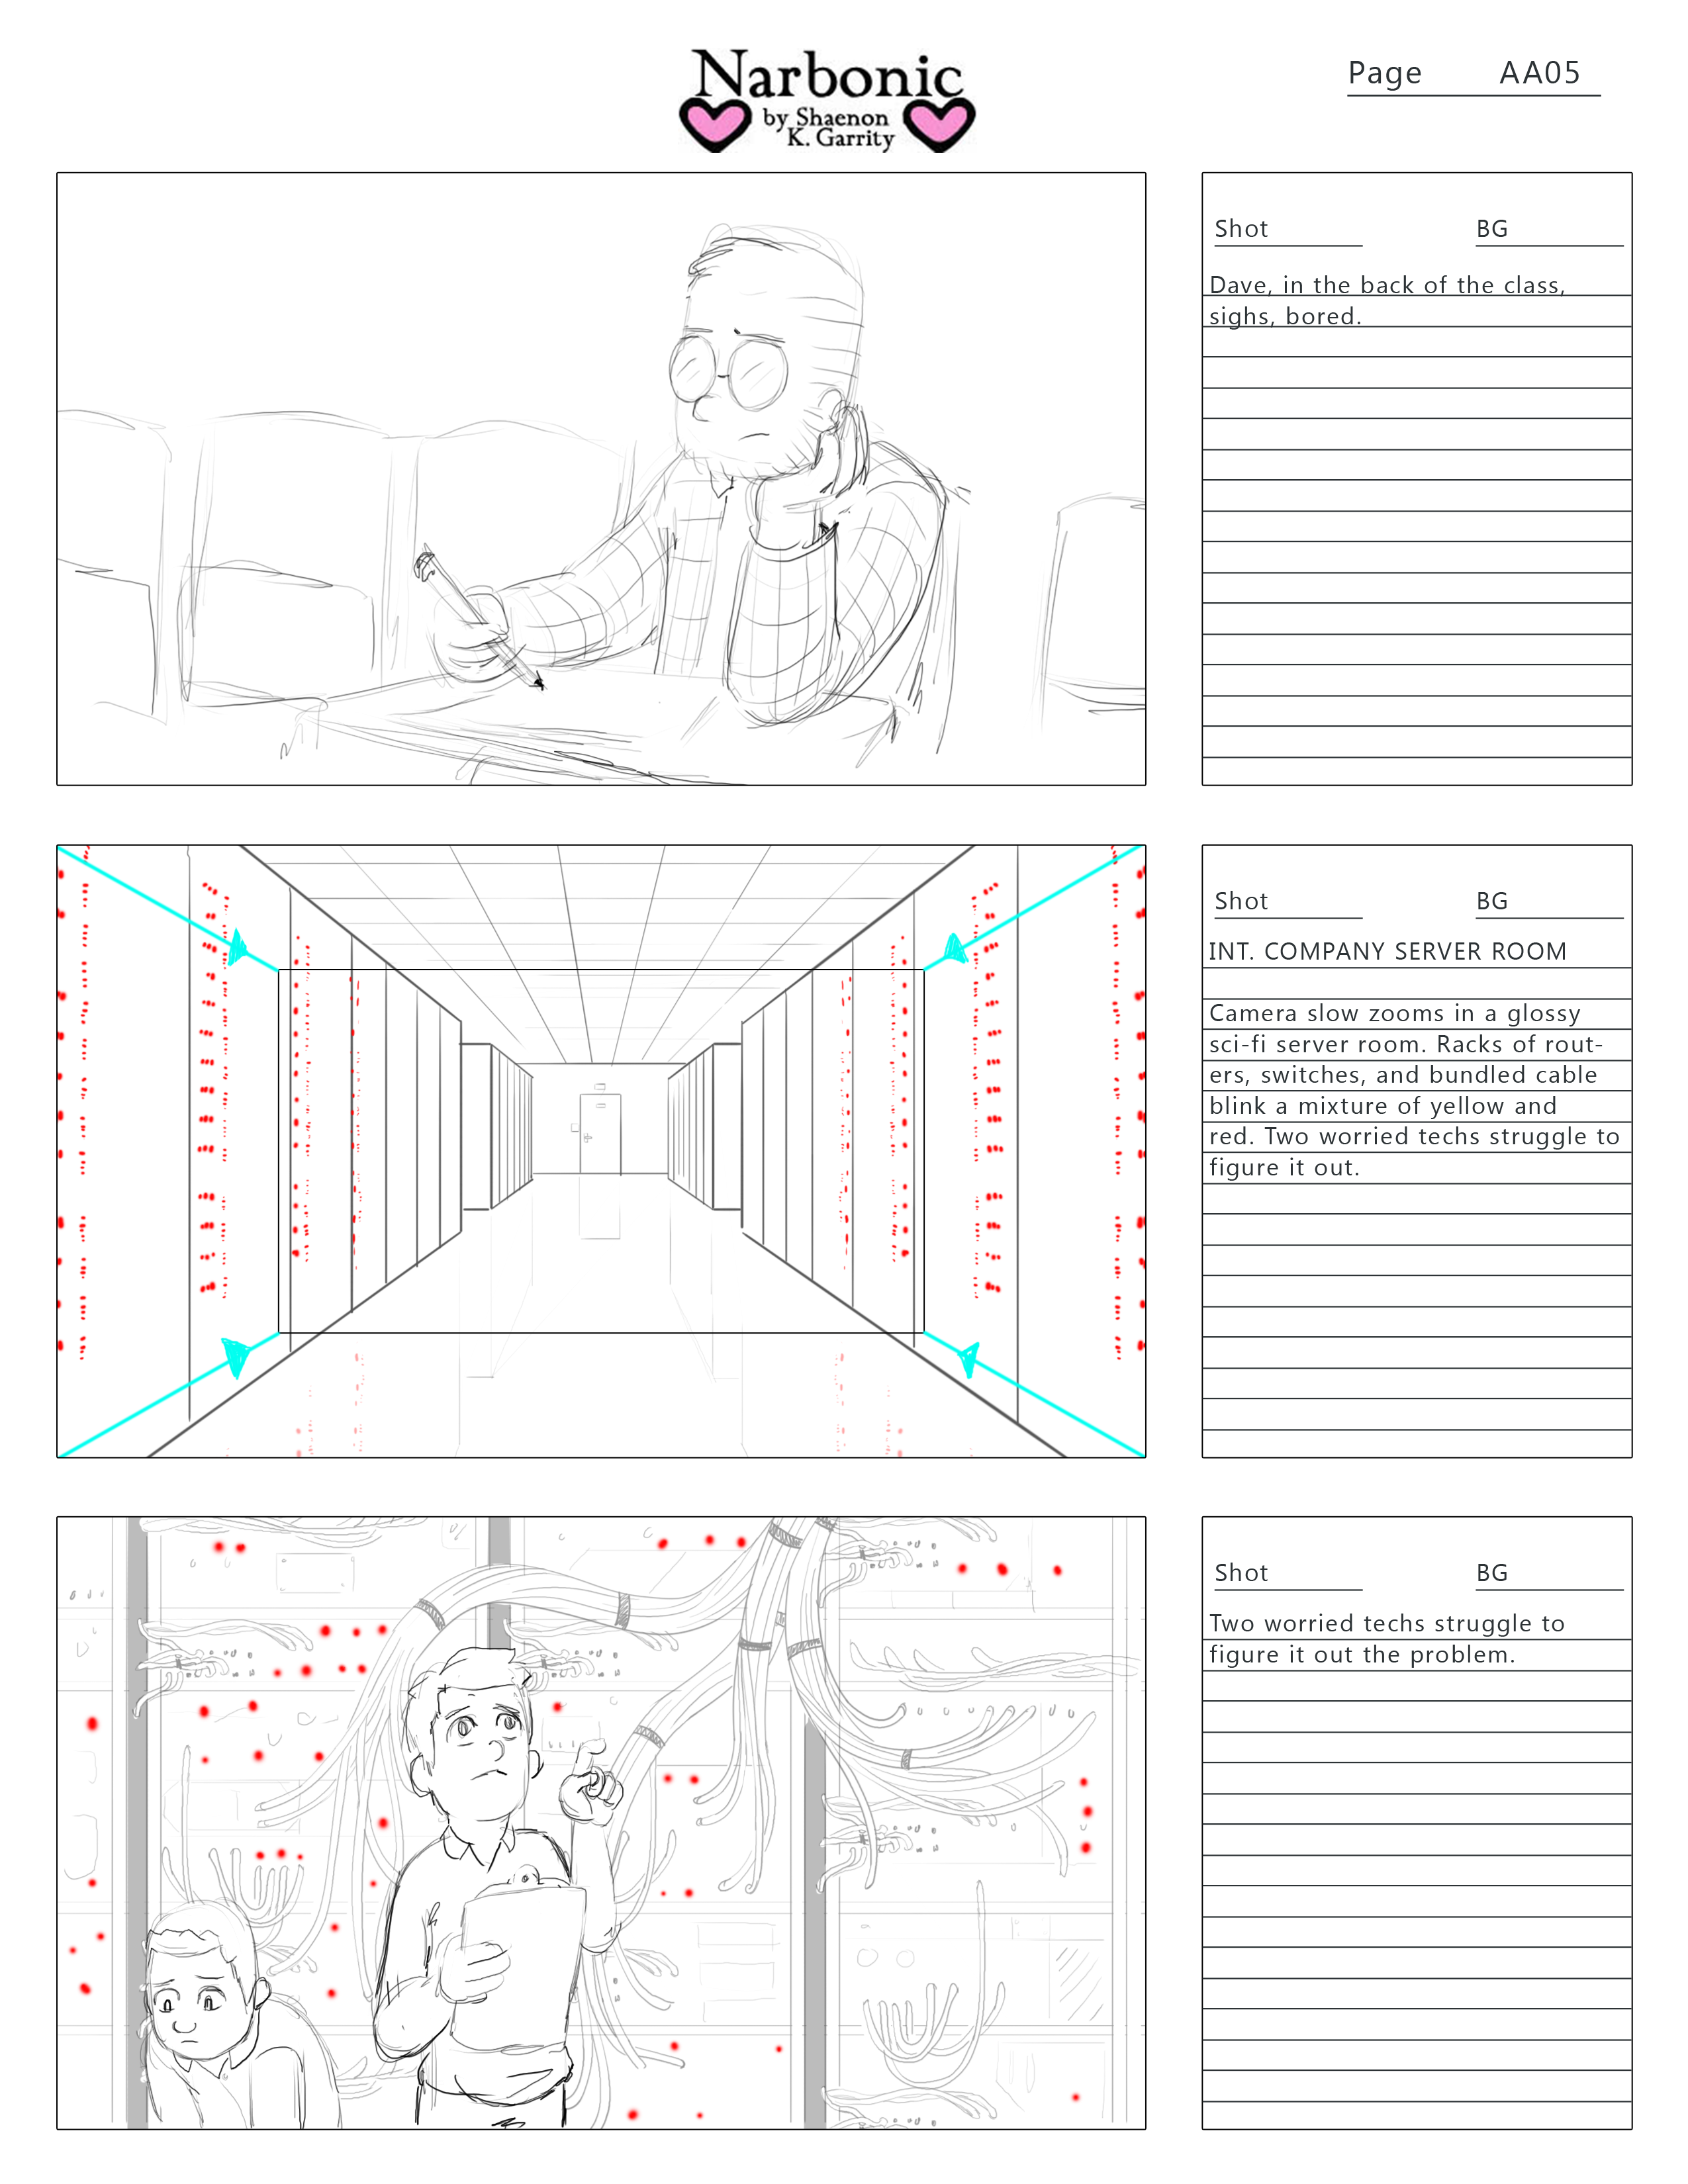 Narbonic
by Shaenon
K. Garrity
Page AA05
Shot BG
Dave, in the back of the class,
sighs, bored.
Shot BG
INT. COMPANY SERVER ROOM
Camera slow zooms in a glossy
sci-fi server room. Racks of rout-
ers, switches, and bundled cable
blink a mixture of yellow and
red. Two worried techs struggle to
figure it out.
Shot BG
Two worried techs struggle to
figure it out the problem.